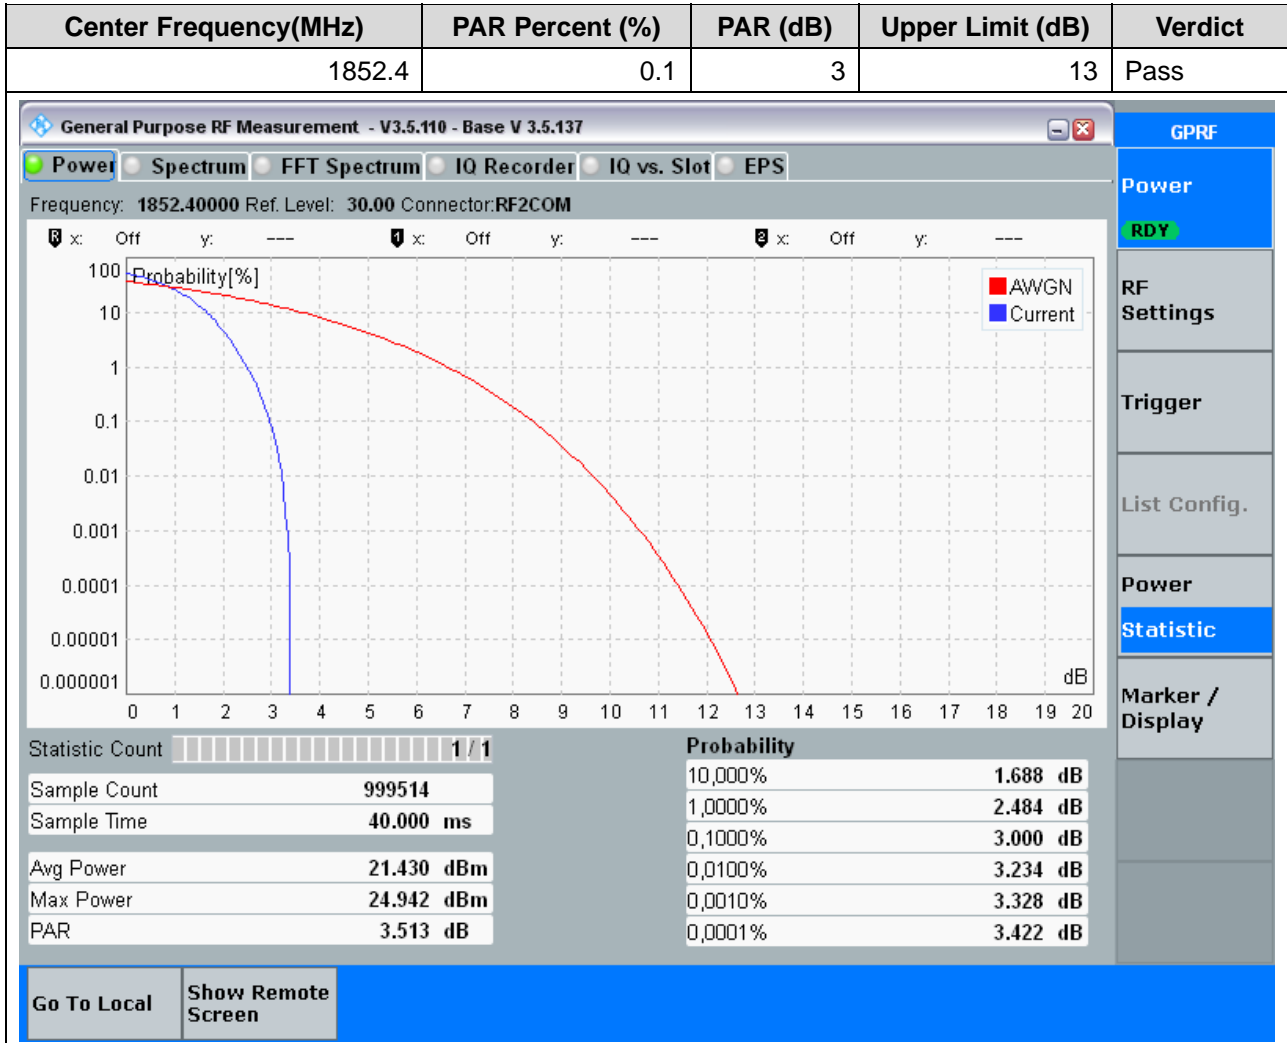 Center Frequency(MHz) PAR Percent (%) PAR (dB) Upper Limit (dB) Verdict
1852.4 0.1 3 13 Pass
General Purpose RF Measurement - V3.5.110 - Base V 3.5.137
GPRF
Power Spectrum FFT Spectrum IQ Recorder IQ vs. Slot EPS
Frequency: 1852.40000 Ref. Level: 30.00 Connector:RF2COM
R x: Off y: --- 1 x: Off y: --- 2 x: Off y: ---
Probability[%]
AWGN
Current
100
10
1
0.1
0.01
0.001
0.0001
0.00001
0.000001
dB
0 1 2 3 4 5 6 7 8 9 10 11 12 13 14 15 16 17 18 19 20
Statistic Count 1 / 1
Sample Count 999514
Sample Time 40.000 ms
Avg Power 21.430 dBm
Max Power 24.942 dBm
PAR 3.513 dB
Probability
10,000% 1.688 dB
1,0000% 2.484 dB
0,1000% 3.000 dB
0,0100% 3.234 dB
0,0010% 3.328 dB
0,0001% 3.422 dB
Power
RDY
RF
Settings
Trigger
List Config.
Power
Statistic
Marker /
Display
Go To Local
Show Remote
Screen